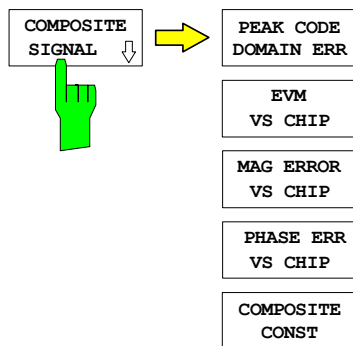 COMPOSITE
SIGNAL
PEAK CODE
DOMAIN ERR
EVM
VS CHIP
MAG ERROR
VS CHIP
PHASE ERR
VS CHIP
COMPOSITE
CONST